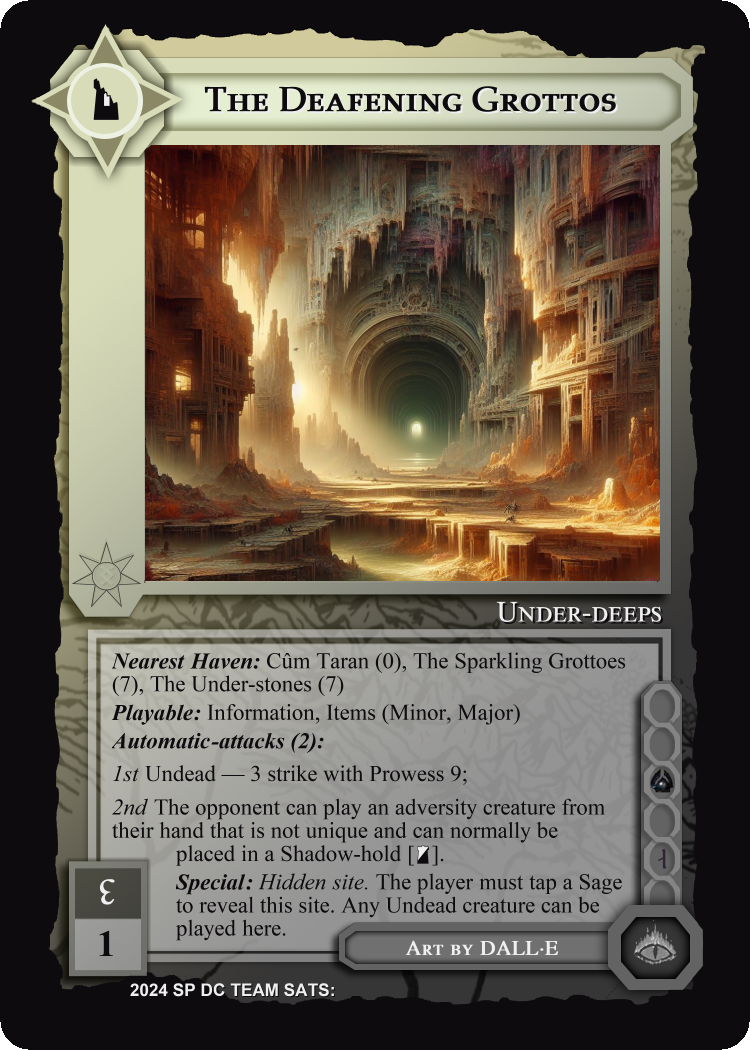 The Deafening Grottos
Under-deeps
Nearest Haven: Cûm Taran (0), The Sparkling Grottoes
(7), The Under-stones (7)
Playable: Information, Items (Minor, Major)
Automatic-attacks (2):
1st Undead — 3 strike with Prowess 9;
2nd The opponent can play an adversity creature from
their hand that is not unique and can normally be
placed in a Shadow-hold [ ].
Special: Hidden site. The player must tap a Sage
to reveal this site. Any Undead creature can be
played here.
1
Art by DALL·E
2024 SP DC TEAM SATS: